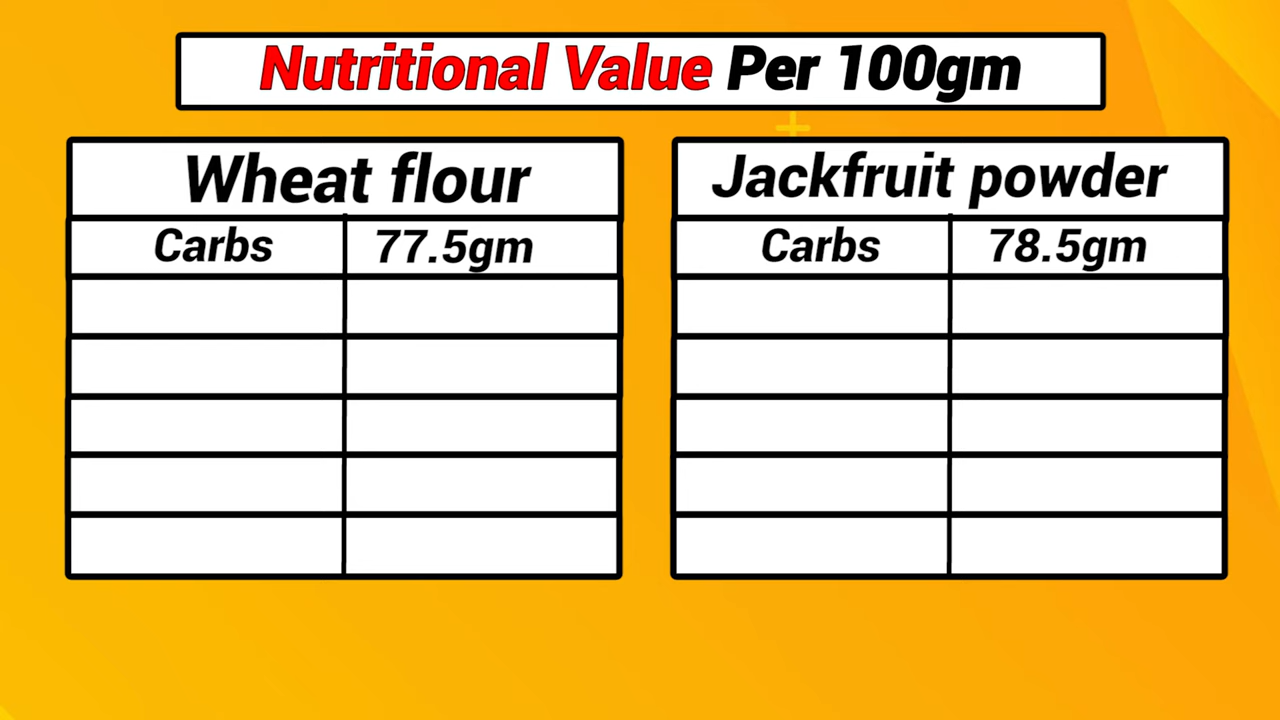 Nutritional Value Per 100gm
Wheat flour
Carbs 77.5gm
Jackfruit powder
Carbs 78.5gm